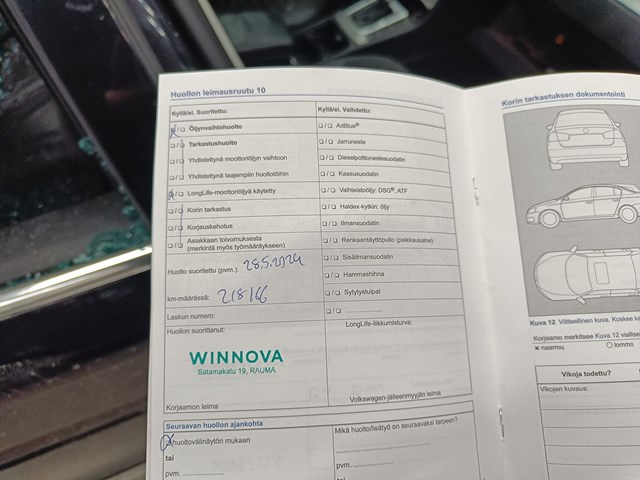 Huollon leimausruutu 10
Kyllä/ei. Suoritettu:
Öljynvaihtohuolto
Tarkastushuolto
Yhdistettynä moottoriöljyn vaihtoon
Yhdistettynä laajempiin huoltotöihin
LongLife-moottoriöljyä käytetty
Korin tarkastus
Korjauskehotus
Asiakkaan toivomuksesta
(merkintä myös työmääräykseen)
Huolto suoritettu (pvm.): 28.5.2024
km-määrässä: 218166
Laskun numero:
Huollon suorittanut:
WINNOVA
Satamakatu 19, RAUMA
Korjaamon leima
Kyllä/ei. Vaihdettu:
AdBlue®
Jarruneste
Dieselpolttonestesuodatin
Kaasusuodatin
Vaihteistoöljy: DSG®, ATF
Haldex-kytkin: öljy
Ilmansuodatin
Renkaantäyttöpullo (paikkausaine)
Sisäilmansuodatin
Hammashihna
Sytytystulpat
LongLife-liikkumisturva:
Volkswagen-jälleenmyyjän leima
Seuraavan huollon ajankohta
huoltovälinäytön mukaan
tai
pvm.
Mikä huolto/lisätyö on seuraavaksi tarpeen?
pvm.
tai
Korin tarkastuksen dokumentointi
Kuva 12 Viitteellinen kuva. Koskee
Korjaamo merkitsee Kuva 12
x naarmu O lommo
Vikoja todettu?
Vikojen kuvaus: